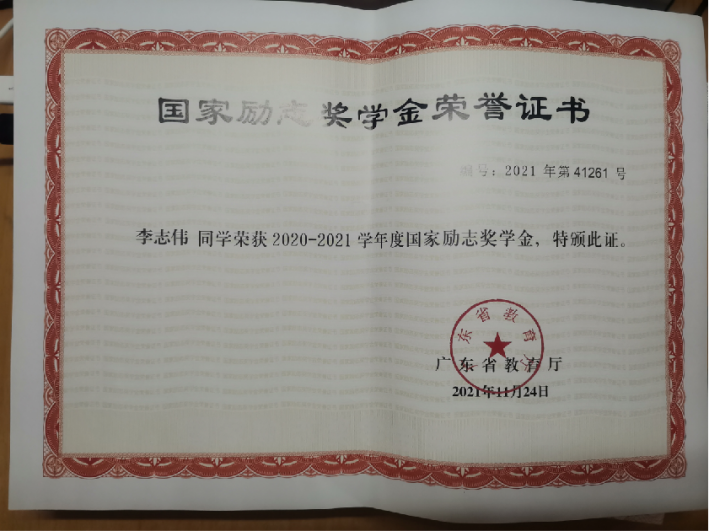 国家励志奖学金荣誉证书
编号：2021 年第 41261 号
李志伟 同学荣获 2020-2021 学年度国家励志奖学金，特颁此证。
东省教育
广东省教育厅
2021年11月24日